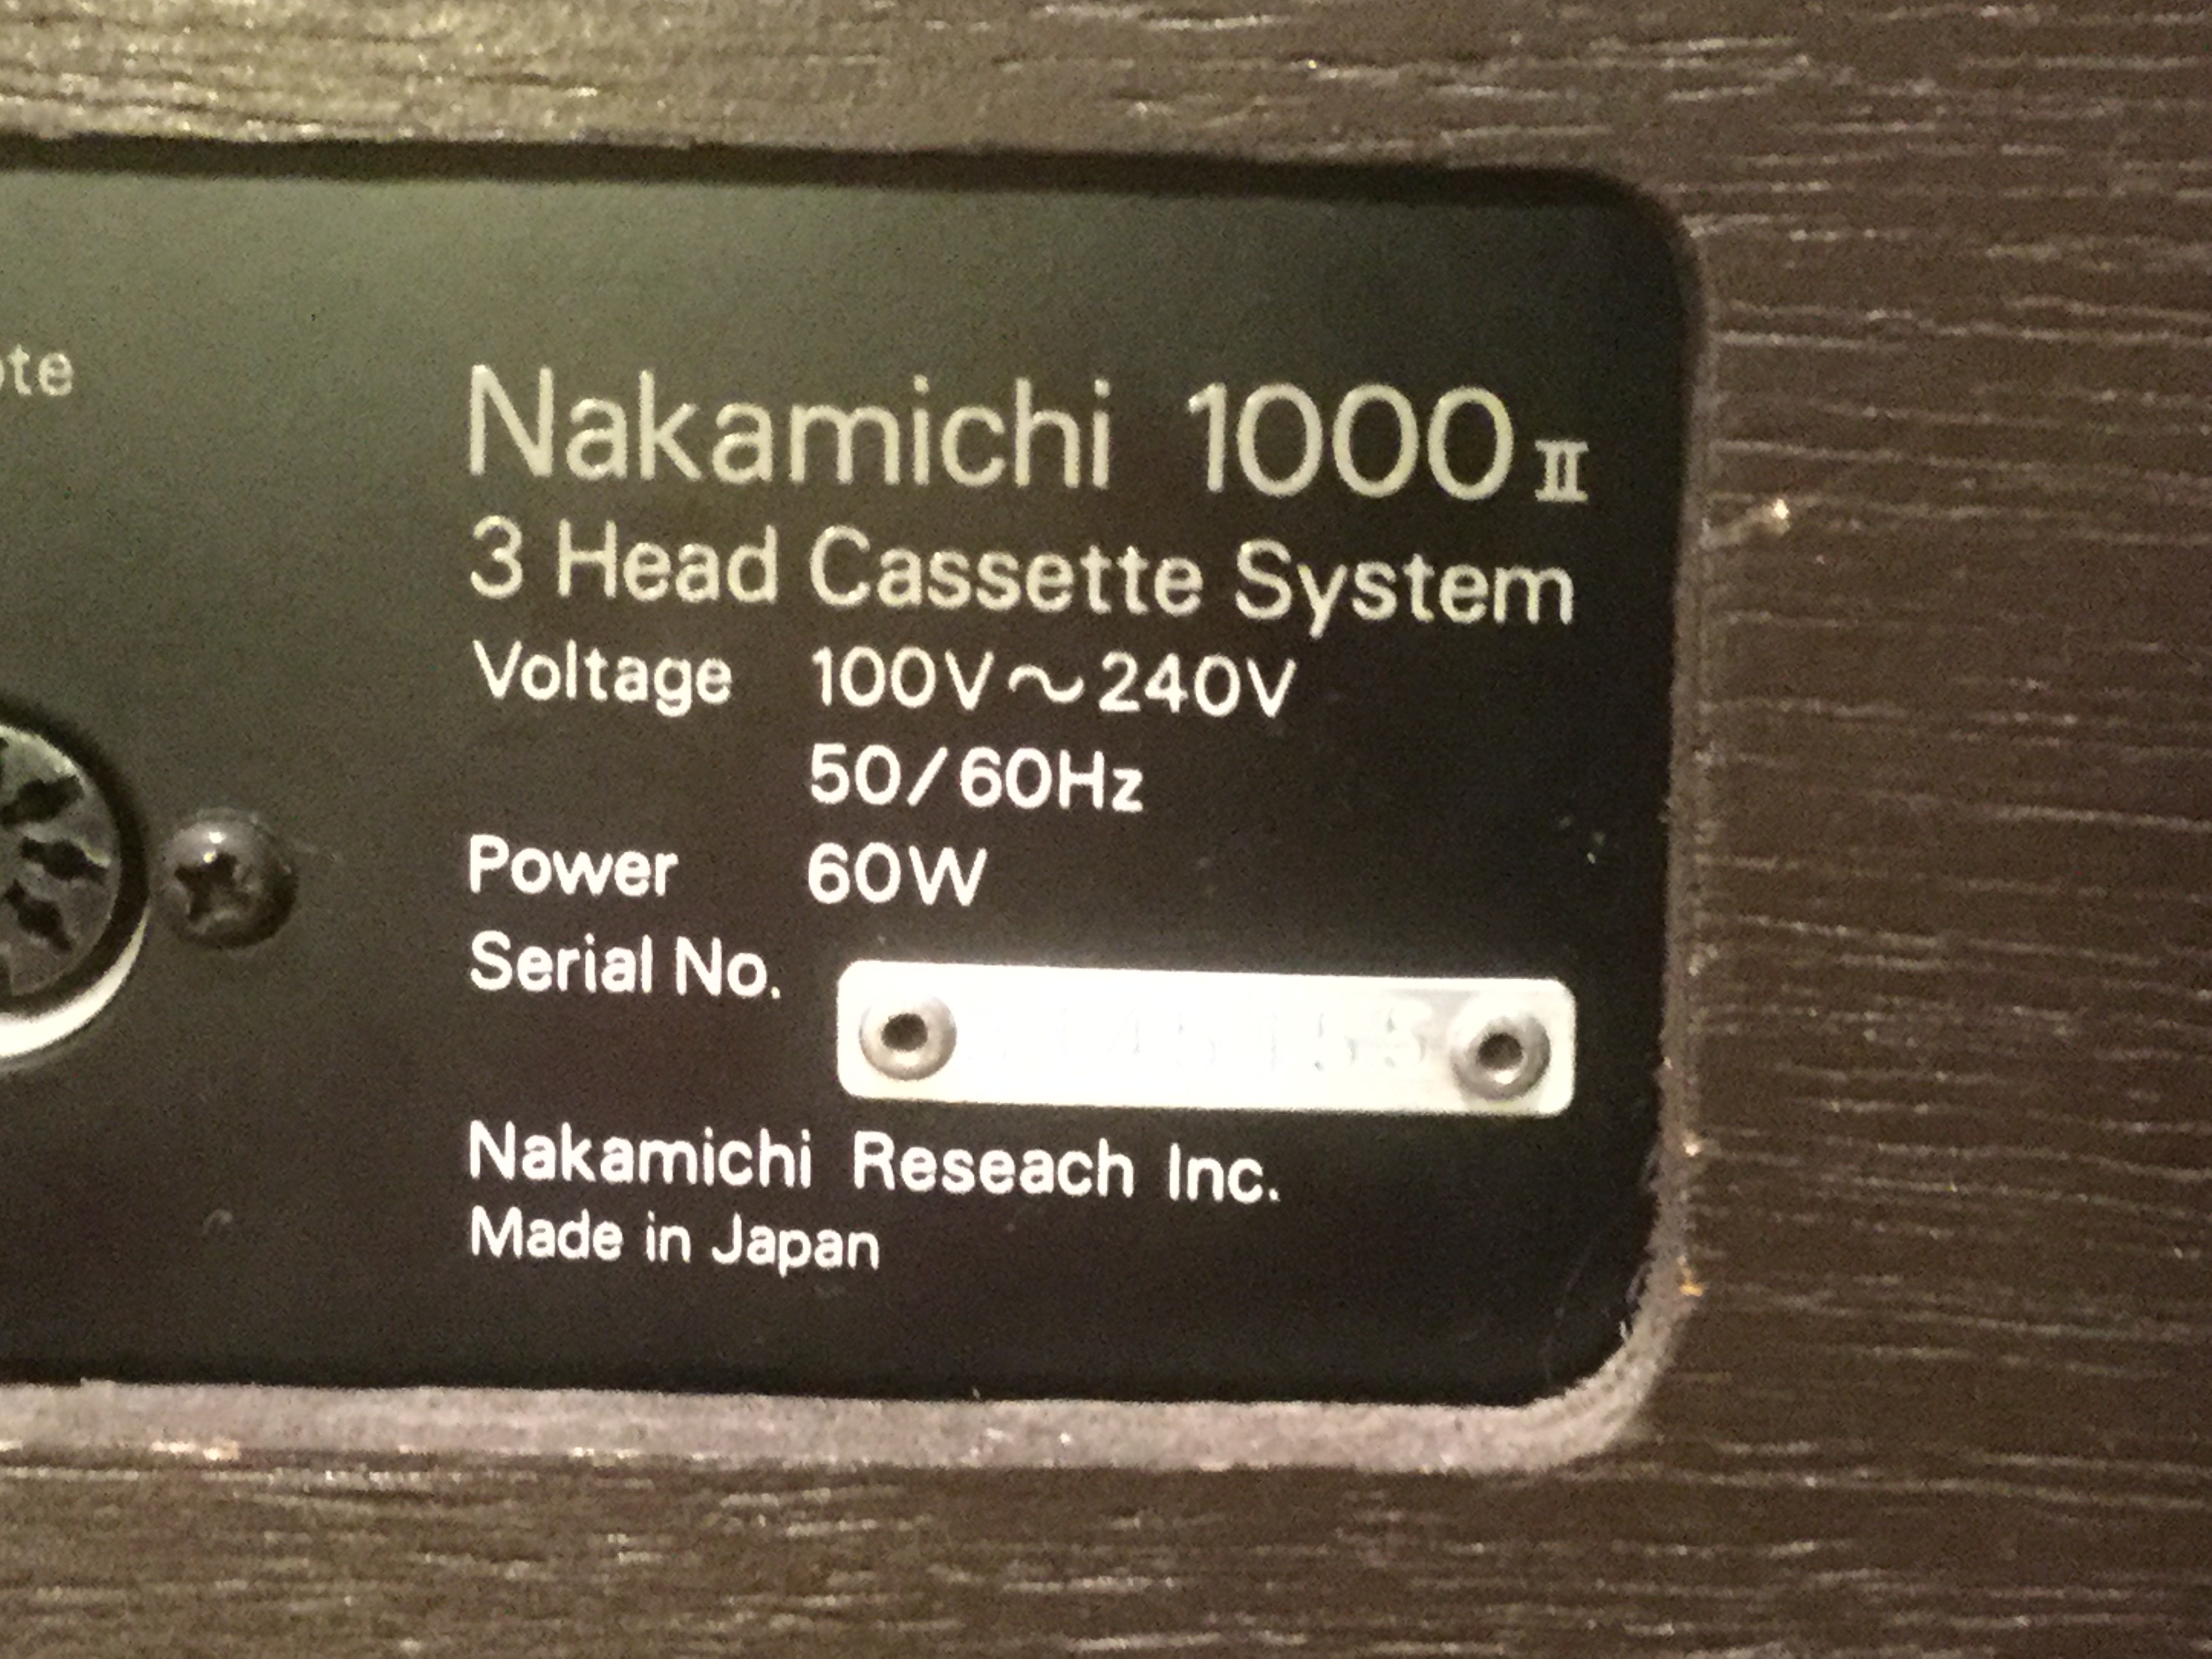 Nakamichi 1000 II
3 Head Cassette System
Voltage 100V～240V
50/60Hz
Power 60W
Serial No.
Nakamichi Reseach Inc.
Made in Japan